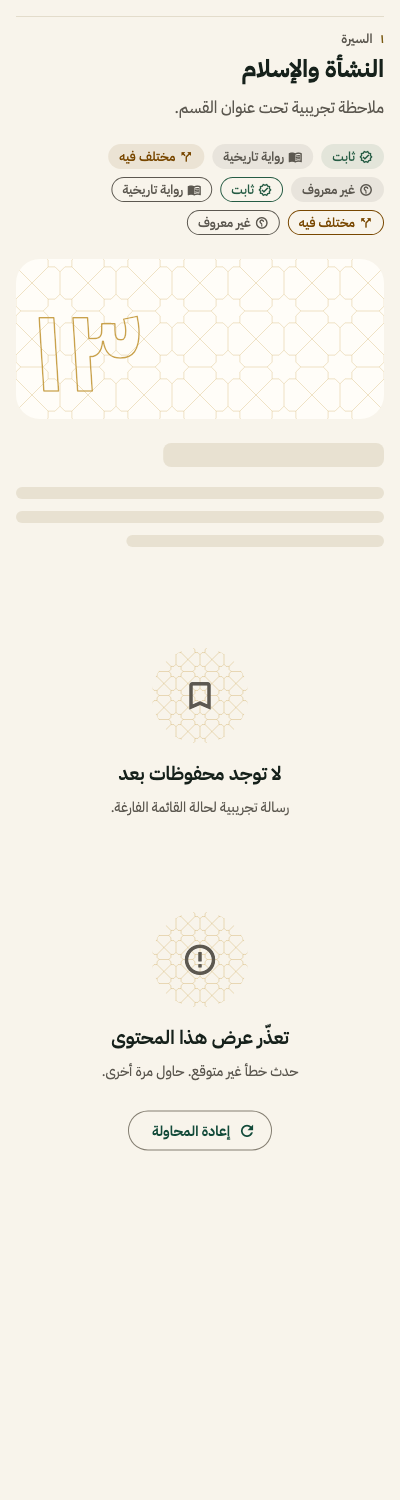 ١ السيرة
النشأة والإسلام
ملاحظة تجريبية تحت عنوان القسم.
ثابت رواية تاريخية مختلف فيه
غير معروف ثابت رواية تاريخية
مختلف فيه غير معروف
١٣
لا توجد محفوظات بعد
رسالة تجريبية لحالة القائمة الفارغة.
تعذّر عرض هذا المحتوى
حدث خطأ غير متوقع. حاول مرة أخرى.
إعادة المحاولة